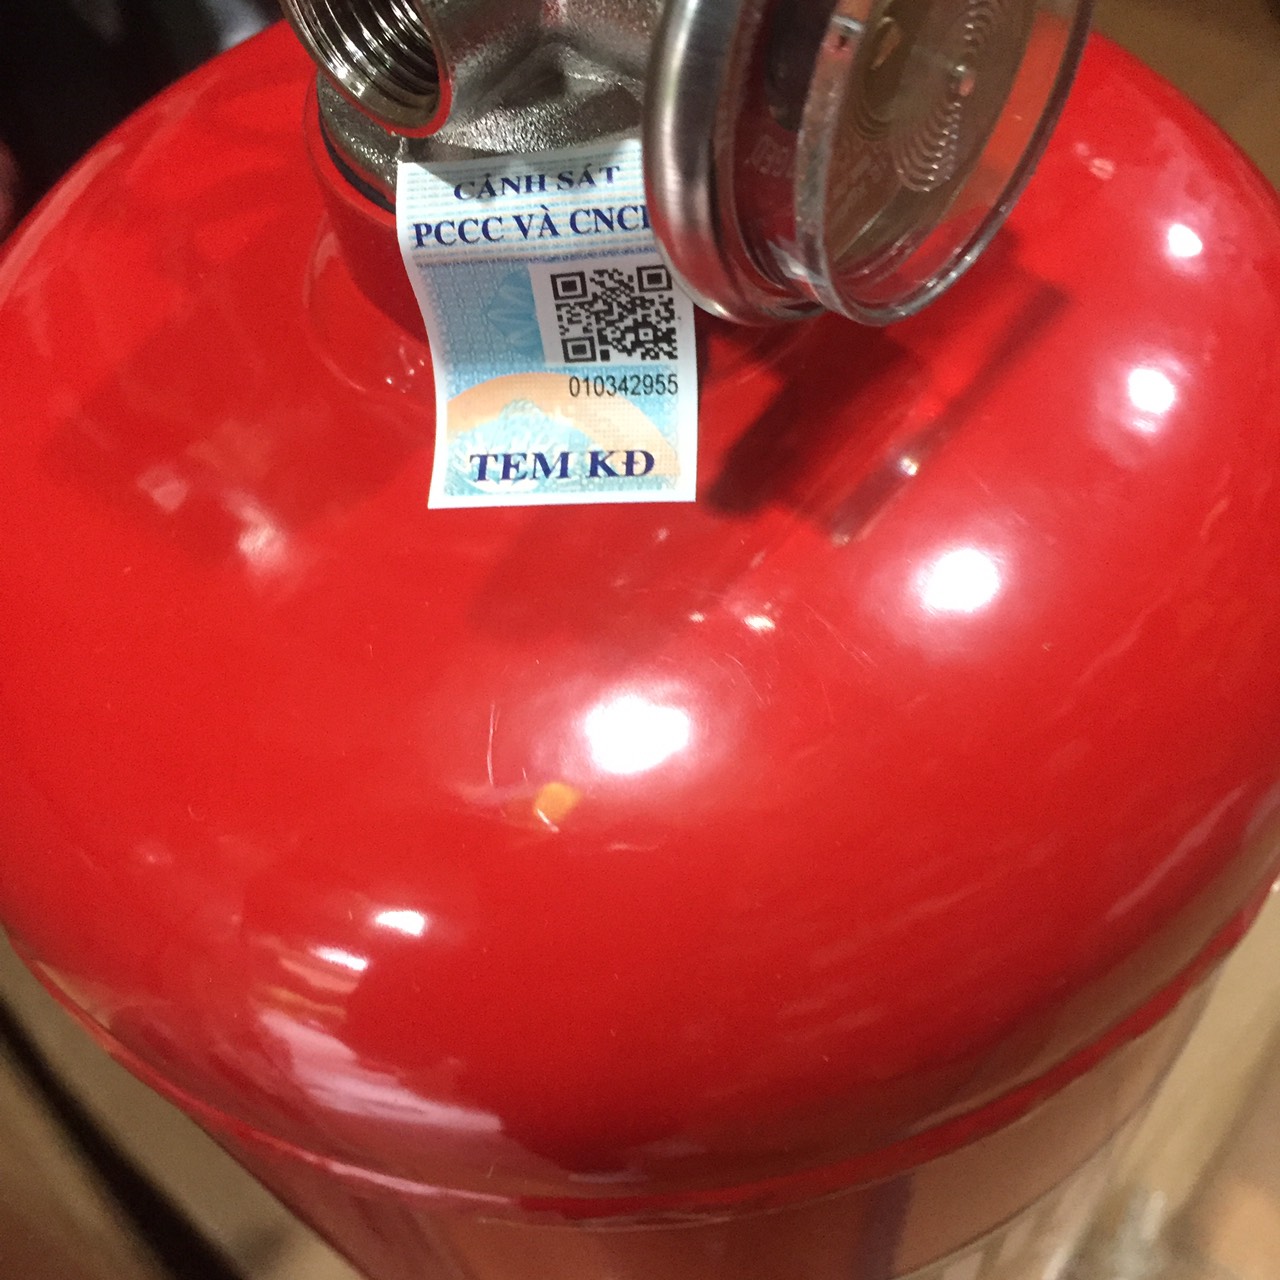 CẢNH SÁT
PCCC VÀ CNCH
010342955
TEM KĐ